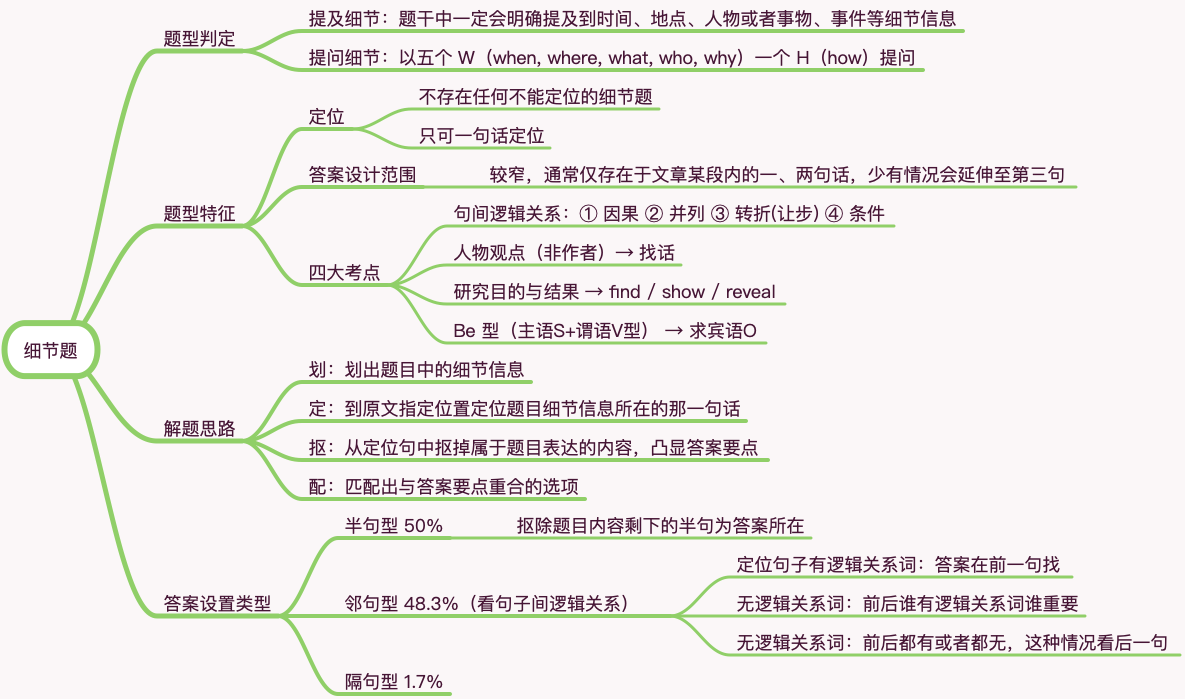 细节题
题型判定
提及细节：题干中一定会明确提及到时间、地点、人物或者事物、事件等细节信息
提问细节：以五个 W（when, where, what, who, why）一个 H（how）提问
题型特征
定位
不存在任何不能定位的细节题
只可一句话定位
答案设计范围
较窄，通常仅存在于文章某段内的一、两句话，少有情况会延伸至第三句
四大考点
句间逻辑关系：① 因果 ② 并列 ③ 转折(让步) ④ 条件
人物观点（非作者）→ 找话
研究目的与结果 → find / show / reveal
Be 型（主语S+谓语V型） → 求宾语O
解题思路
划：划出题目中的细节信息
定：到原文指定位置定位题目细节信息所在的那一句话
抠：从定位句中抠掉属于题目表达的内容，凸显答案要点
配：匹配出与答案要点重合的选项
答案设置类型
半句型 50%
抠除题目内容剩下的半句为答案所在
邻句型 48.3%（看句子间逻辑关系）
定位句子有逻辑关系词：答案在前一句找
无逻辑关系词：前后谁有逻辑关系词谁重要
无逻辑关系词：前后都有或者都无，这种情况看后一句
隔句型 1.7%